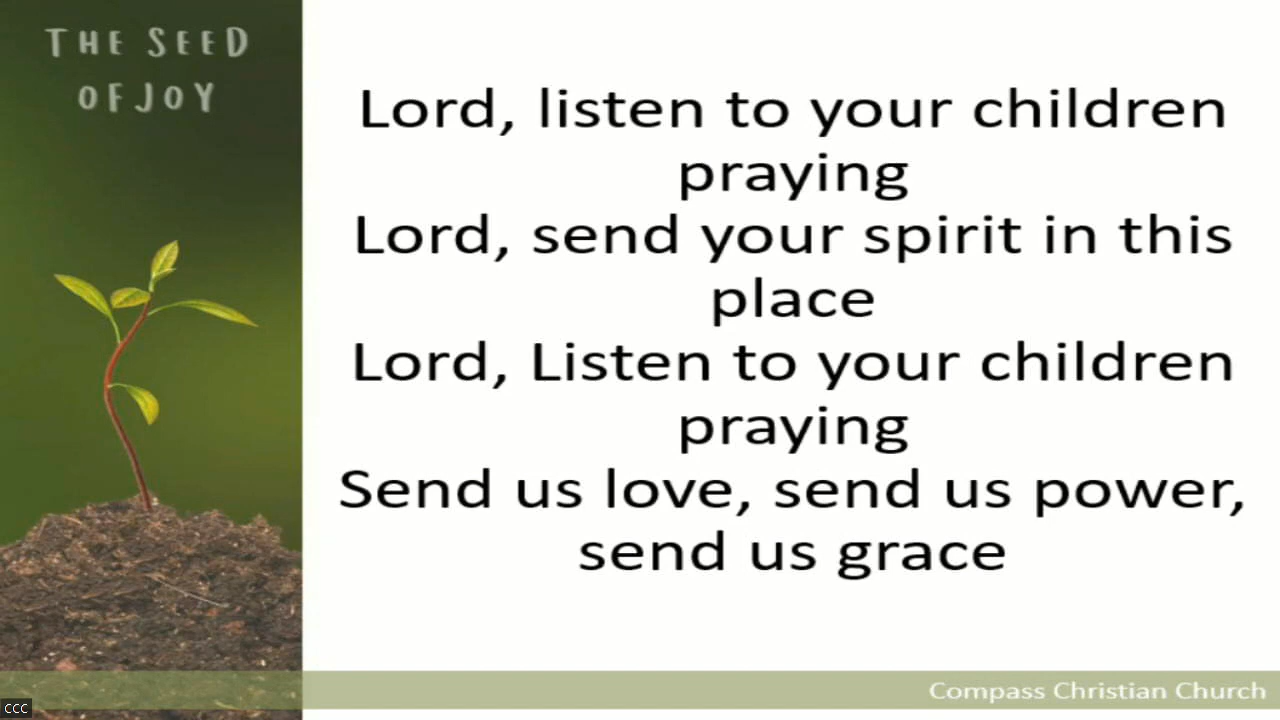 THE SEED
OF JOY
Lord, listen to your children
praying
Lord, send your spirit in this
place
Lord, Listen to your children
praying
Send us love, send us power,
send us grace
Compass Christian Church
CCC